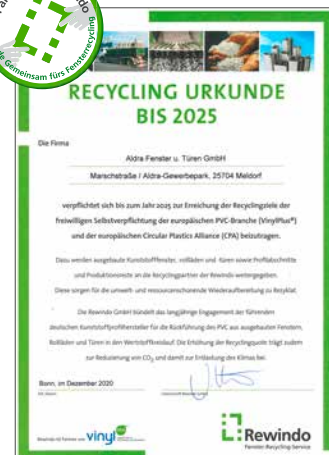 Gemeinsam fürs Fensterrecycling
RECYCLING URKUNDE
BIS 2025
Die Firma
Aldra Fenster u. Türen GmbH
Marschstraße / Aldra-Gewerbepark, 25704 Meldorf
verpflichtet sich bis zum Jahr 2025 zur Erreichung der Recyclingziele der
freiwilligen Selbstverpflichtung der europäischen PVC-Branche (VinylPlus®)
und der europäischen Circular Plastics Alliance (CPA) beizutragen.
Dazu werden ausgebaute Kunststofffenster, -rollläden und -türen sowie Profilabschnitte
und Produktionsreste an die Recyclingpartner der Rewindo weitergegeben.
Diese sorgen für die umwelt- und ressourcenschonende Wiederaufbereitung zu Rezyklat.
Die Rewindo GmbH bündelt das langjährige Engagement der führenden
deutschen Kunststoffprofilhersteller für die Rückführung des PVC aus ausgebauten Fenstern,
Rollläden und Türen in den Wertstoffkreislauf. Die Erhöhung der Recyclingquote trägt zudem
zur Reduzierung von CO₂ und damit zur Entlastung des Klimas bei.
Bonn, im Dezember 2020
Rewindo ist Partner von vinyl
Rewindo
Fenster-Recycling-Service